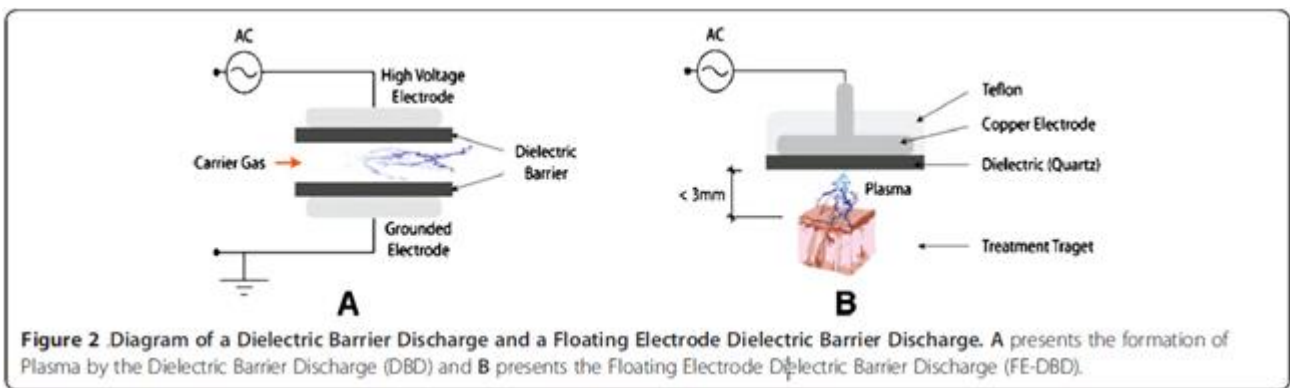 AC
High Voltage
Electrode
Carrier Gas
Dielectric
Barrier
Grounded
Electrode
A
AC
Teflon
Copper Electrode
Dielectric (Quartz)
< 3mm
Plasma
Treatment Traget
B
Figure 2 Diagram of a Dielectric Barrier Discharge and a Floating Electrode Dielectric Barrier Discharge. A presents the formation of
Plasma by the Dielectric Barrier Discharge (DBD) and B presents the Floating Electrode Dielectric Barrier Discharge (FE-DBD).